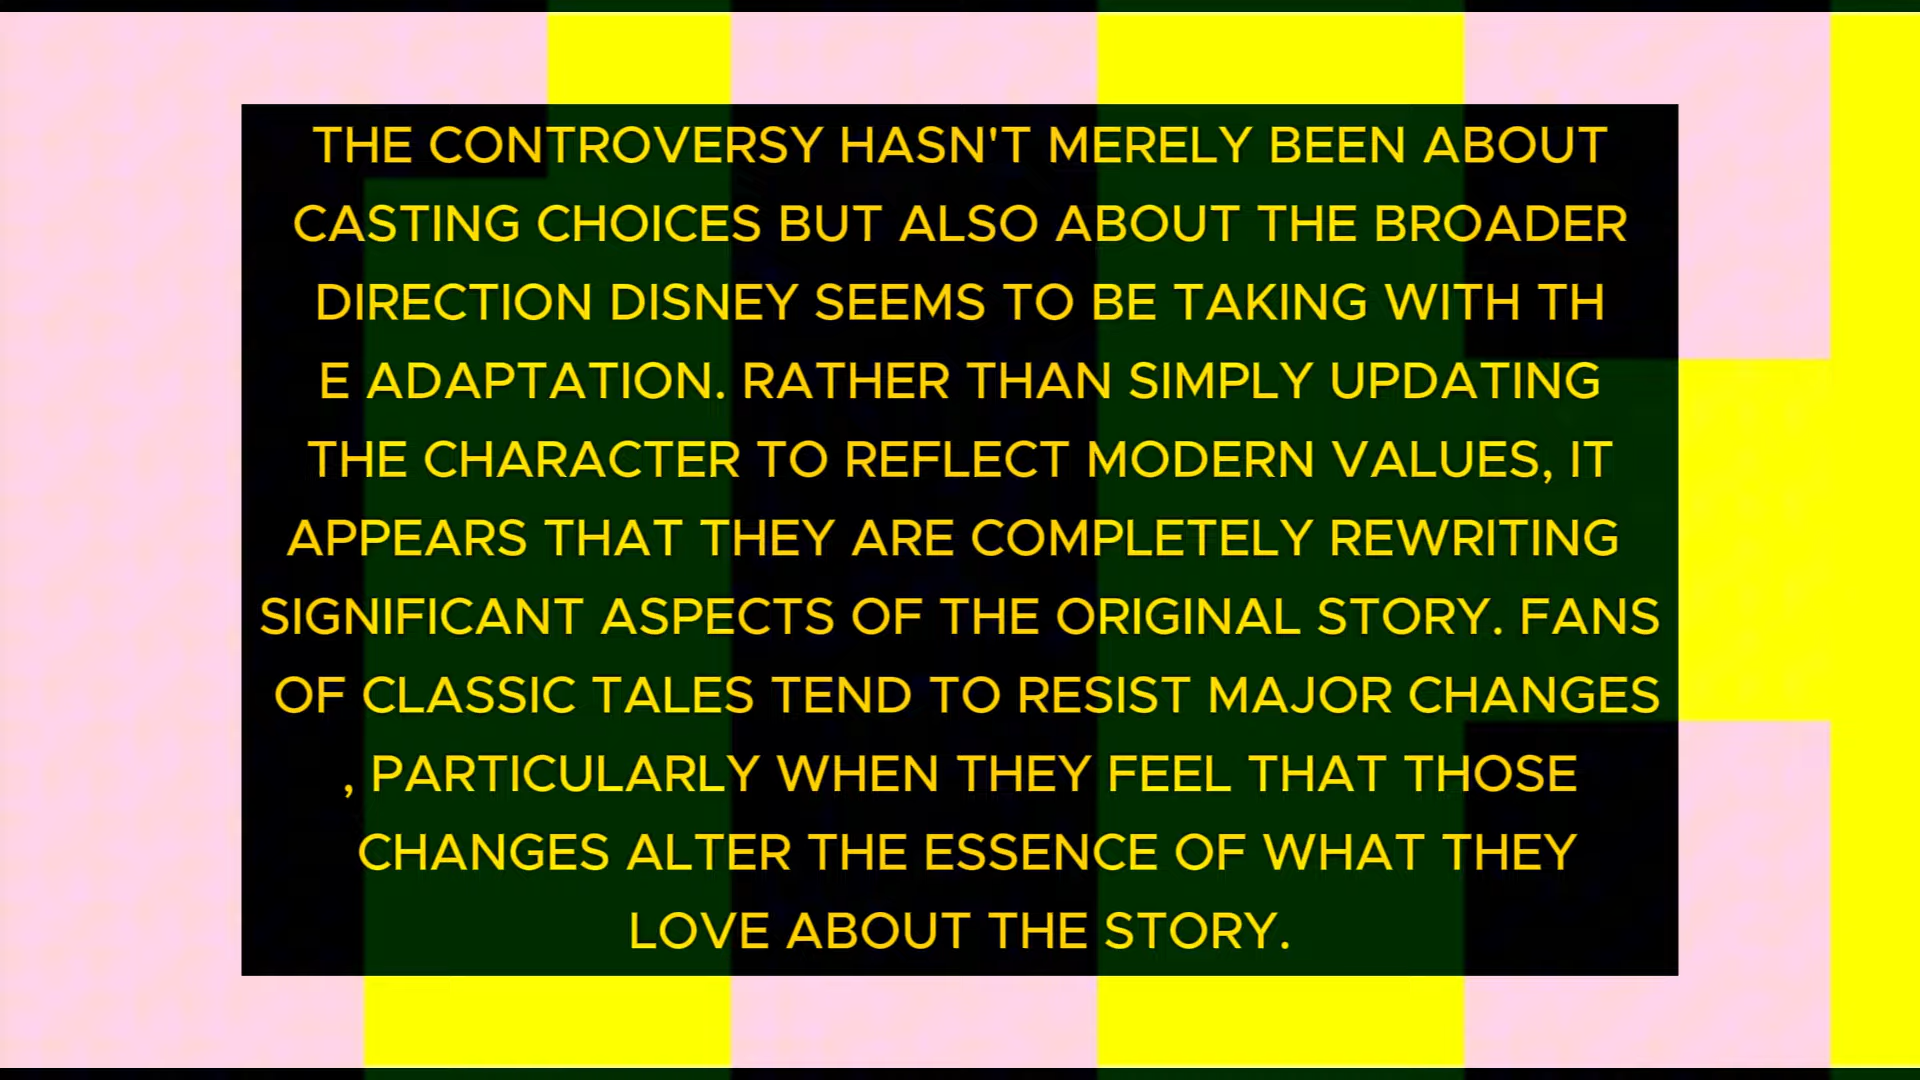 THE CONTROVERSY HASN'T MERELY BEEN ABOUT
CASTING CHOICES BUT ALSO ABOUT THE BROADER
DIRECTION DISNEY SEEMS TO BE TAKING WITH TH
E ADAPTATION. RATHER THAN SIMPLY UPDATING
THE CHARACTER TO REFLECT MODERN VALUES, IT
APPEARS THAT THEY ARE COMPLETELY REWRITING
SIGNIFICANT ASPECTS OF THE ORIGINAL STORY. FANS
OF CLASSIC TALES TEND TO RESIST MAJOR CHANGES
, PARTICULARLY WHEN THEY FEEL THAT THOSE
CHANGES ALTER THE ESSENCE OF WHAT THEY
LOVE ABOUT THE STORY.